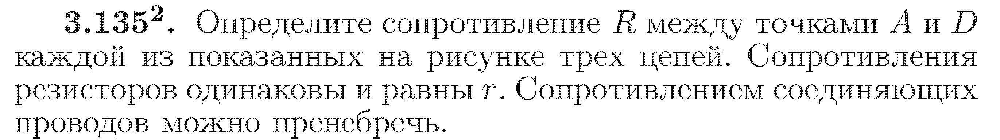 3.135². Определите сопротивление R между точками A и D
каждой из показанных на рисунке трех цепей. Сопротивления
резисторов одинаковы и равны r. Сопротивлением соединяющих
проводов можно пренебречь.